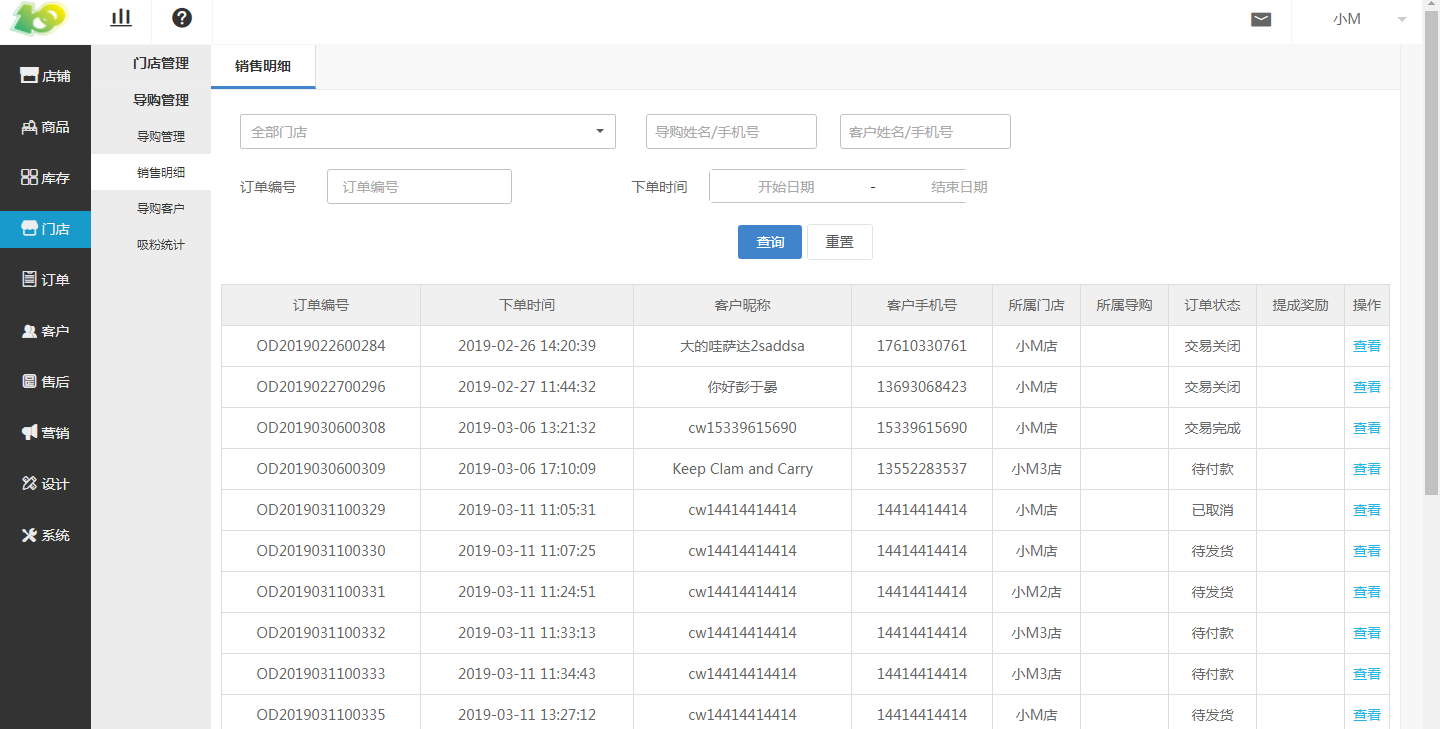 小M
店铺
商品
库存
门店
订单
客户
售后
营销
设计
系统
门店管理
导购管理
导购管理
销售明细
导购客户
吸粉统计
销售明细
全部门店 导购姓名/手机号 客户姓名/手机号
订单编号 订单编号 下单时间 开始日期 - 结束日期
查询 重置
订单编号 下单时间 客户昵称 客户手机号 所属门店 所属导购 订单状态 提成奖励 操作
OD2019022600284 2019-02-26 14:20:39 大的哇萨达2saddsa 17610330761 小M店 交易关闭 查看
OD2019022700296 2019-02-27 11:44:32 你好彭于晏 13693068423 小M店 交易关闭 查看
OD2019030600308 2019-03-06 13:21:32 cw15339615690 15339615690 小M店 交易完成 查看
OD2019030600309 2019-03-06 17:10:09 Keep Clam and Carry 13552283537 小M3店 待付款 查看
OD2019031100329 2019-03-11 11:05:31 cw14414414414 14414414414 小M店 已取消 查看
OD2019031100330 2019-03-11 11:07:25 cw14414414414 14414414414 小M店 待发货 查看
OD2019031100331 2019-03-11 11:24:51 cw14414414414 14414414414 小M2店 待发货 查看
OD2019031100332 2019-03-11 11:33:13 cw14414414414 14414414414 小M3店 待付款 查看
OD2019031100333 2019-03-11 11:34:43 cw14414414414 14414414414 小M3店 待付款 查看
OD2019031100335 2019-03-11 13:27:12 cw14414414414 14414414414 小M店 待发货 查看